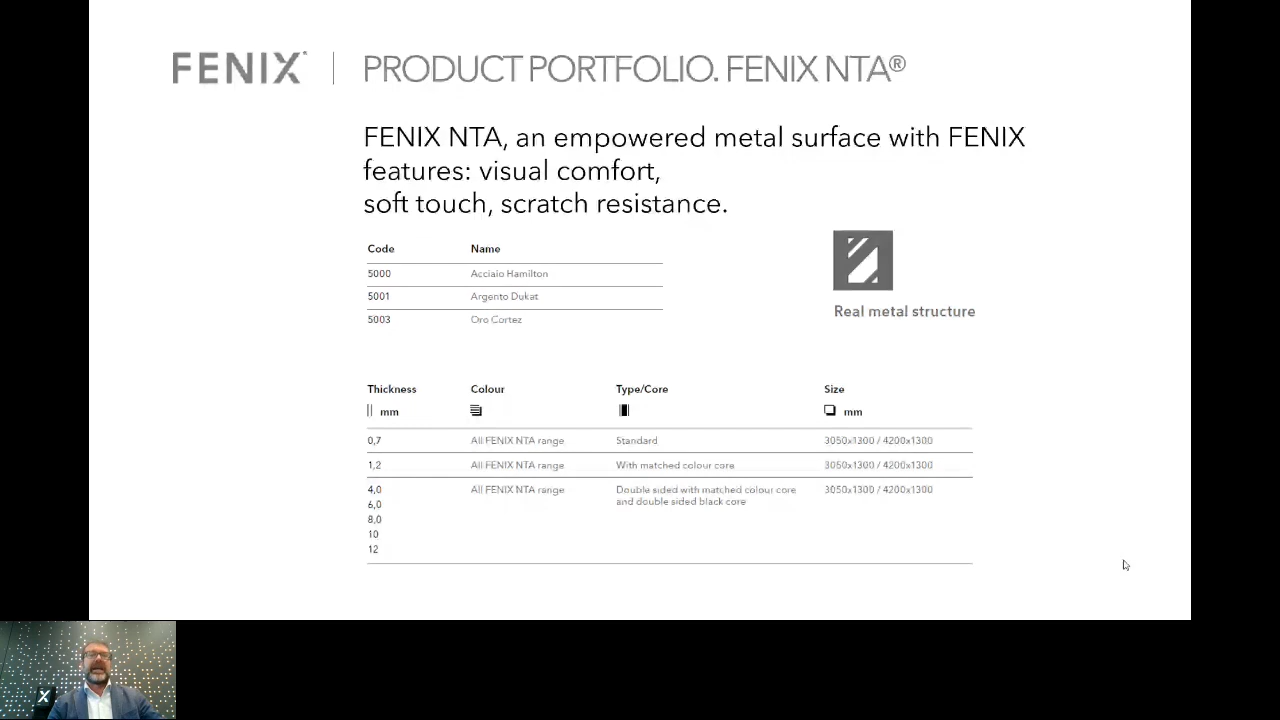 FENIX® | PRODUCT PORTFOLIO. FENIX NTA®
FENIX NTA, an empowered metal surface with FENIX
features: visual comfort,
soft touch, scratch resistance.
Code Name
5000 Acciaio Hamilton
5001 Argento Dukat
5003 Oro Cortez
Real metal structure
Thickness Colour Type/Core Size
mm mm
0,7 All FENIX NTA range Standard 3050x1300 / 4200x1300
1,2 All FENIX NTA range With matched colour core 3050x1300 / 4200x1300
4,0 All FENIX NTA range Double sided with matched colour core 3050x1300 / 4200x1300
and double sided black core
6,0
8,0
10
12
X